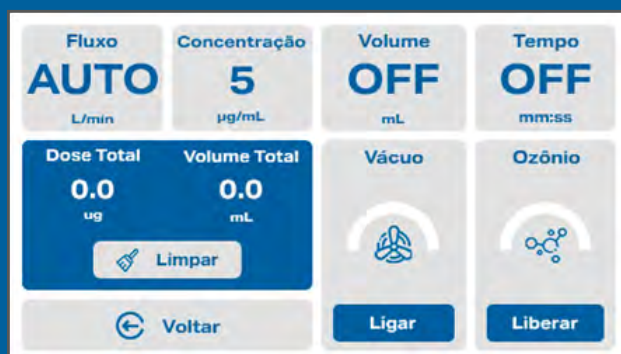 Fluxo
AUTO
L/min
Concentração
5
µg/mL
Volume
OFF
mL
Tempo
OFF
mm:ss
Dose Total
0.0
ug
Volume Total
0.0
mL
Limpar
Voltar
Vácuo
Ligar
Ozônio
Liberar